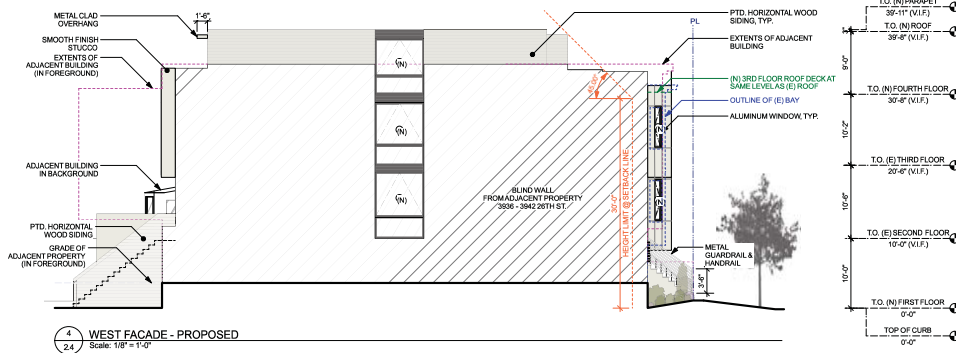 METAL CLAD
OVERHANG
1'-6"
SMOOTH FINISH
STUCCO
EXTENTS OF
ADJACENT BUILDING
(IN FOREGROUND)
ADJACENT BUILDING
IN BACKGROUND
PTD. HORIZONTAL
WOOD SIDING
GRADE OF
ADJACENT PROPERTY
(IN FOREGROUND)
(N)
(N)
(N)
BLIND WALL
FROM ADJACENT PROPERTY
3936 - 3942 26TH ST.
45.00°
30'-0"
HEIGHT LIMIT @ SETBACK LINE
(N)
(N)
PL
PTD. HORIZONTAL WOOD
SIDING, TYP.
EXTENTS OF ADJACENT
BUILDING
(N) 3RD FLOOR ROOF DECK AT
SAME LEVEL AS (E) ROOF
OUTLINE OF (E) BAY
ALUMINUM WINDOW, TYP.
METAL
GUARDRAIL &
HANDRAIL
3'-6"
T.O. (N) PARAPET
39'-11" (V.I.F.)
3"
T.O. (N) ROOF
39'-8" (V.I.F.)
9'-0"
T.O. (N) FOURTH FLOOR
30'-8" (V.I.F.)
10'-2"
T.O. (E) THIRD FLOOR
20'-6" (V.I.F.)
10'-6"
T.O. (E) SECOND FLOOR
10'-0" (V.I.F.)
10'-0"
T.O. (N) FIRST FLOOR
0'-0"
TOP OF CURB
0'-0"
4
2.4
WEST FACADE - PROPOSED
Scale: 1/8" = 1'-0"